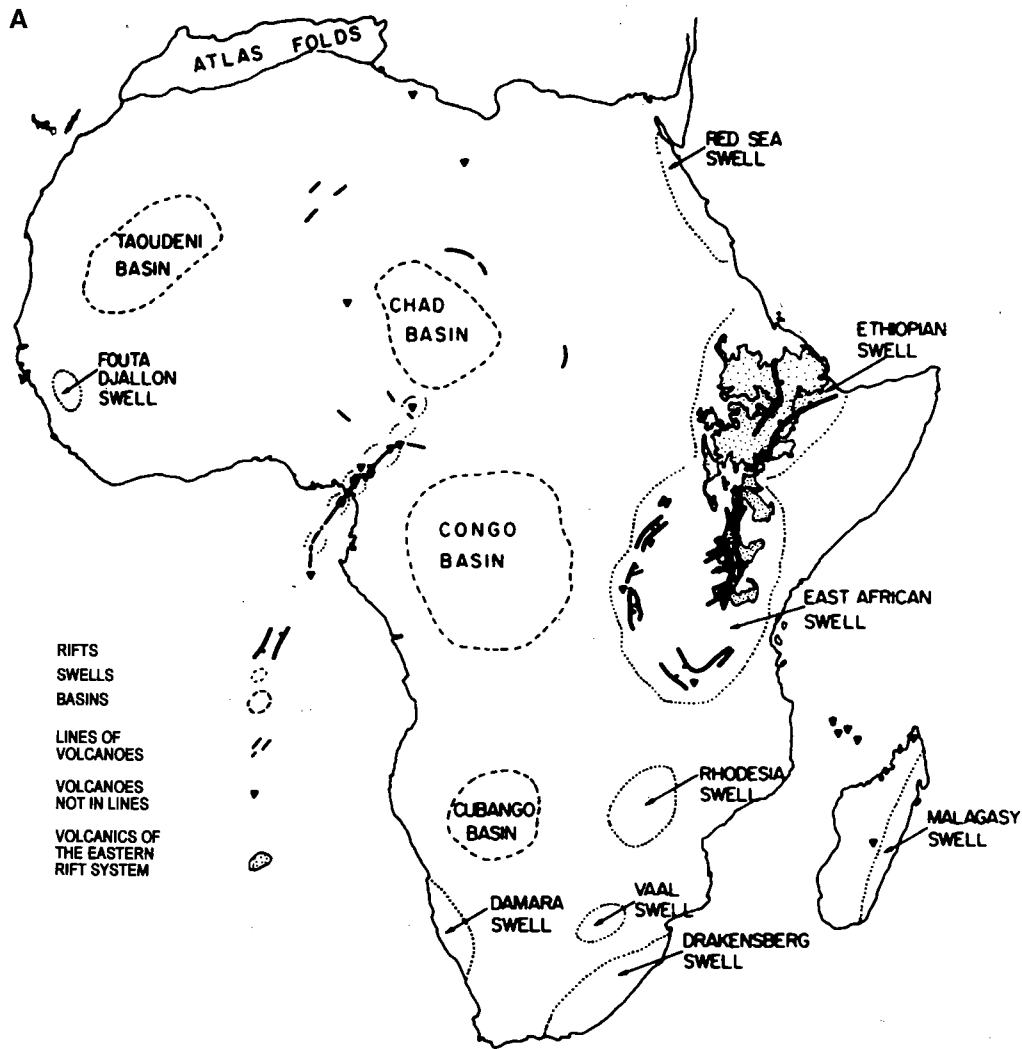 A
ATLAS FOLDS
RED SEA
SWELL
TAOUDENI
BASIN
CHAD
BASIN
ETHIOPIAN
SWELL
FOUTA
DJALLON
SWELL
CONGO
BASIN
EAST AFRICAN
SWELL
RIFTS
SWELLS
BASINS
LINES OF
VOLCANOES
VOLCANOES
NOT IN LINES
VOLCANICS OF
THE EASTERN
RIFT SYSTEM
RHODESIA
SWELL
CUBANGO
BASIN
MALAGASY
SWELL
DAMARA
SWELL
VAAL
SWELL
DRAKENSBERG
SWELL